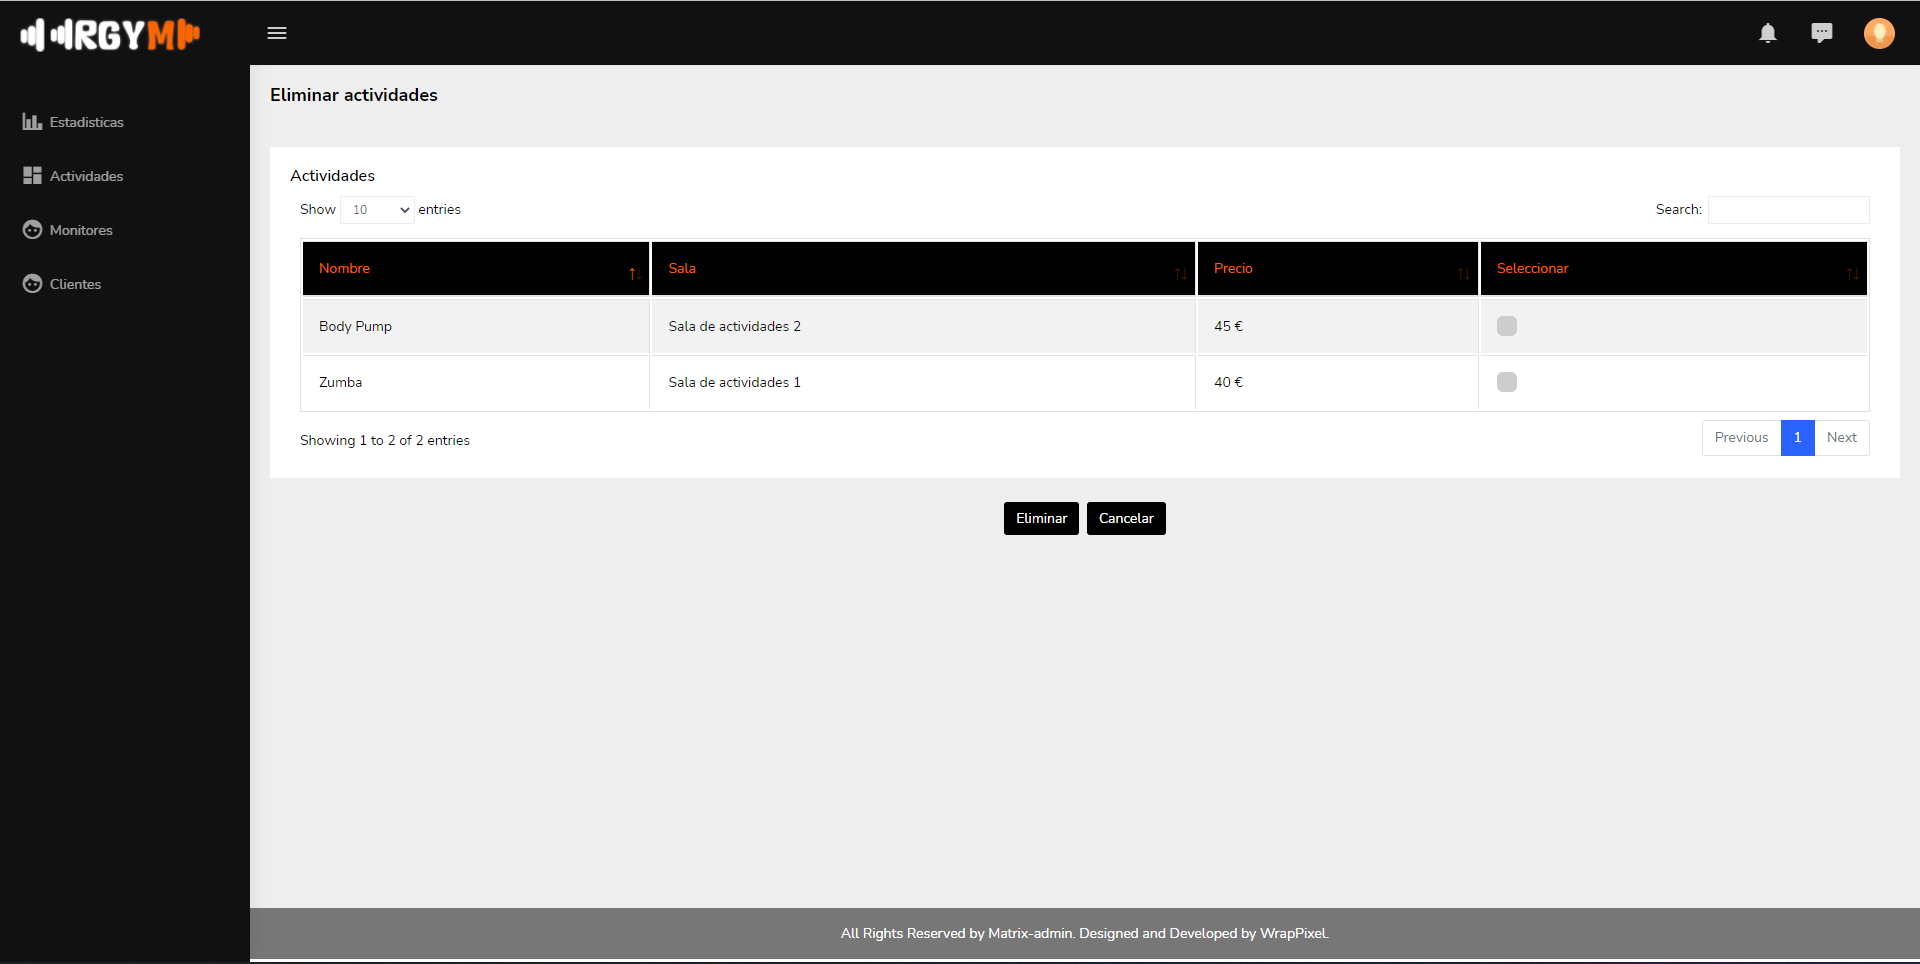 RGYM
Estadisticas
Actividades
Monitores
Clientes
Eliminar actividades
Actividades
Show 10 entries
Search:
Nombre Sala Precio Seleccionar
Body Pump Sala de actividades 2 45 €
Zumba Sala de actividades 1 40 €
Showing 1 to 2 of 2 entries
Previous 1 Next
Eliminar Cancelar
All Rights Reserved by Matrix-admin. Designed and Developed by WrapPixel.